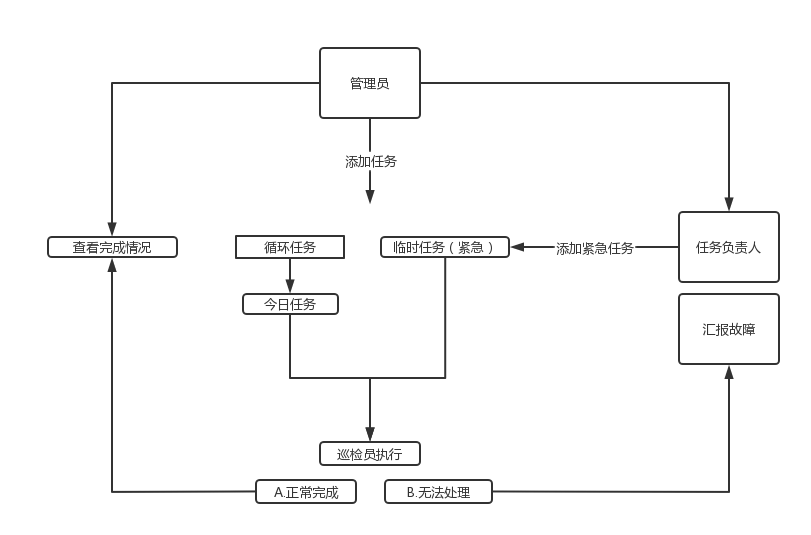 管理员
添加任务
查看完成情况
循环任务
临时任务（紧急）
添加紧急任务
任务负责人
今日任务
汇报故障
巡检员执行
A.正常完成
B.无法处理